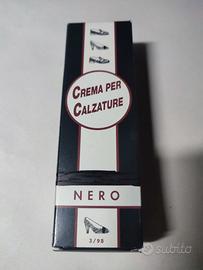 CREMA PER
CALZATURE
NERO
3/98
subito